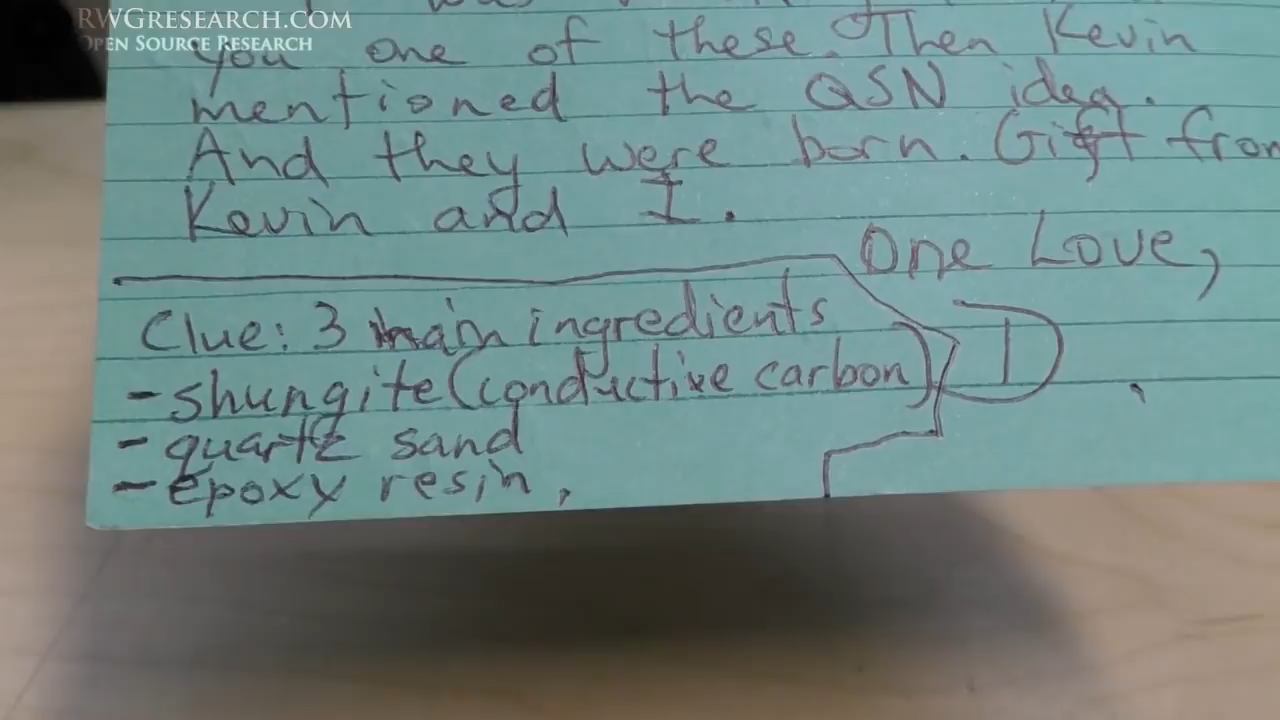 RWGRESEARCH.COM
OPEN SOURCE RESEARCH
you one of these. Then Kevin
mentioned the QSN idea.
And they were born. Gift from
Kevin and I.
One Love,
D
Clue: 3 main ingredients
- shungite (conductive carbon)
- quartz sand
- epoxy resin,